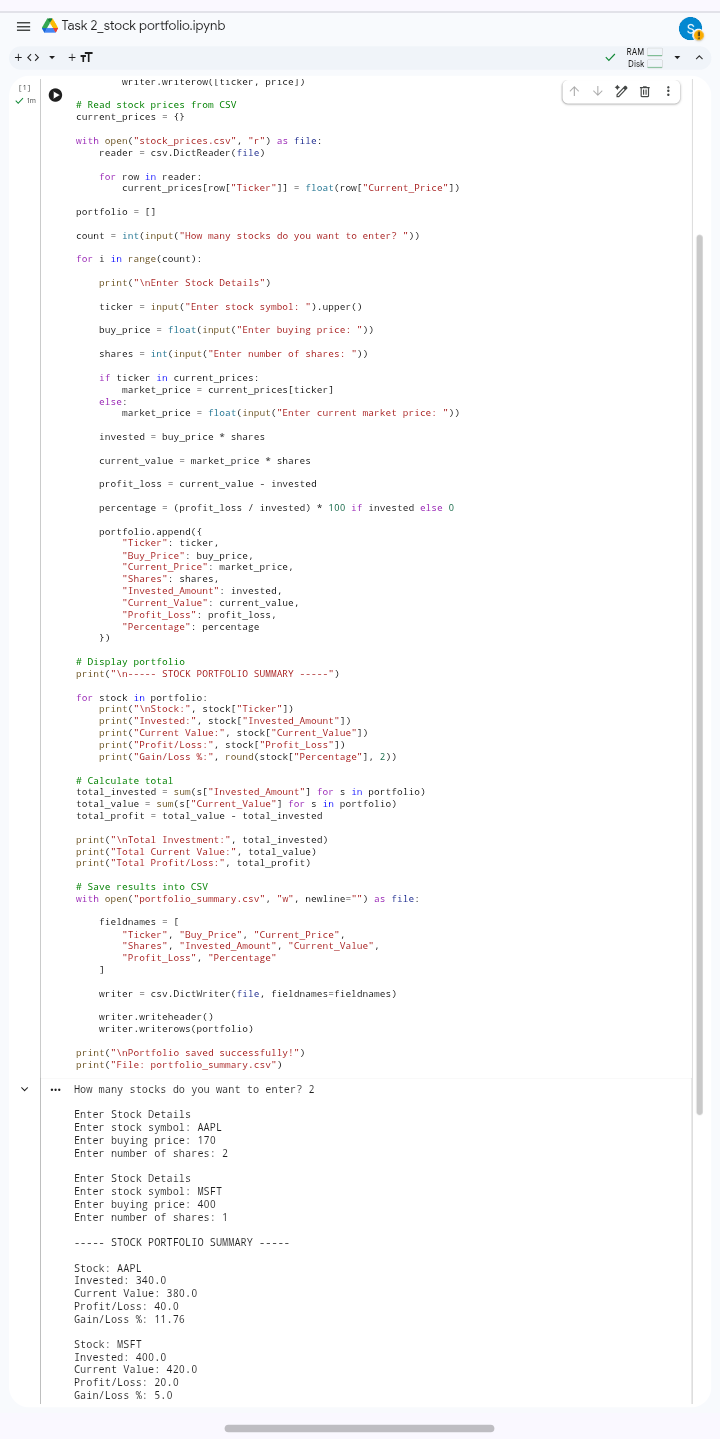 Task 2_stock portfolio.ipynb
S
+ <> + TT
RAM
Disk
[1]
1m
writer.writerow([ticker, price])
# Read stock prices from CSV
current_prices = {}
with open("stock_prices.csv", "r") as file:
reader = csv.DictReader(file)
for row in reader:
current_prices[row["Ticker"]] = float(row["Current_Price"])
portfolio = []
count = int(input("How many stocks do you want to enter? "))
for i in range(count):
print("\nEnter Stock Details")
ticker = input("Enter stock symbol: ").upper()
buy_price = float(input("Enter buying price: "))
shares = int(input("Enter number of shares: "))
if ticker in current_prices:
market_price = current_prices[ticker]
else:
market_price = float(input("Enter current market price: "))
invested = buy_price * shares
current_value = market_price * shares
profit_loss = current_value - invested
percentage = (profit_loss / invested) * 100 if invested else 0
portfolio.append({
"Ticker": ticker,
"Buy_Price": buy_price,
"Current_Price": market_price,
"Shares": shares,
"Invested_Amount": invested,
"Current_Value": current_value,
"Profit_Loss": profit_loss,
"Percentage": percentage
})
# Display portfolio
print("\n----- STOCK PORTFOLIO SUMMARY -----")
for stock in portfolio:
print("\nStock:", stock["Ticker"])
print("Invested:", stock["Invested_Amount"])
print("Current Value:", stock["Current_Value"])
print("Profit/Loss:", stock["Profit_Loss"])
print("Gain/Loss %:", round(stock["Percentage"], 2))
# Calculate total
total_invested = sum(s["Invested_Amount"] for s in portfolio)
total_value = sum(s["Current_Value"] for s in portfolio)
total_profit = total_value - total_invested
print("\nTotal Investment:", total_invested)
print("Total Current Value:", total_value)
print("Total Profit/Loss:", total_profit)
# Save results into CSV
with open("portfolio_summary.csv", "w", newline="") as file:
fieldnames = [
"Ticker", "Buy_Price", "Current_Price",
"Shares", "Invested_Amount", "Current_Value",
"Profit_Loss", "Percentage"
]
writer = csv.DictWriter(file, fieldnames=fieldnames)
writer.writeheader()
writer.writerows(portfolio)
print("\nPortfolio saved successfully!")
print("File: portfolio_summary.csv")
How many stocks do you want to enter? 2
Enter Stock Details
Enter stock symbol: AAPL
Enter buying price: 170
Enter number of shares: 2
Enter Stock Details
Enter stock symbol: MSFT
Enter buying price: 400
Enter number of shares: 1
----- STOCK PORTFOLIO SUMMARY -----
Stock: AAPL
Invested: 340.0
Current Value: 380.0
Profit/Loss: 40.0
Gain/Loss %: 11.76
Stock: MSFT
Invested: 400.0
Current Value: 420.0
Profit/Loss: 20.0
Gain/Loss %: 5.0